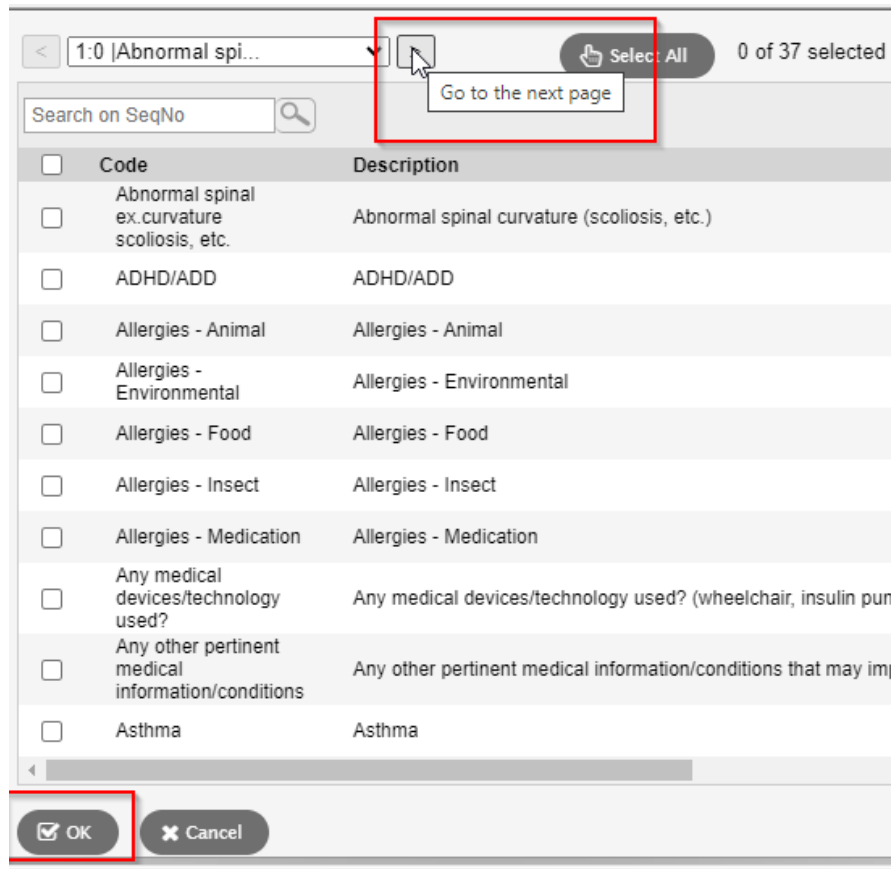 < 1:0 |Abnormal spi... Select All 0 of 37 selected
Go to the next page
Search on SeqNo
Code Description
Abnormal spinal
ex.curvature
scoliosis, etc.
Abnormal spinal curvature (scoliosis, etc.)
ADHD/ADD ADHD/ADD
Allergies - Animal Allergies - Animal
Allergies -
Environmental
Allergies - Environmental
Allergies - Food Allergies - Food
Allergies - Insect Allergies - Insect
Allergies - Medication Allergies - Medication
Any medical
devices/technology
used?
Any medical devices/technology used? (wheelchair, insulin
Any other pertinent
medical
information/conditions
Any other pertinent medical information/conditions that may
Asthma Asthma
OK Cancel